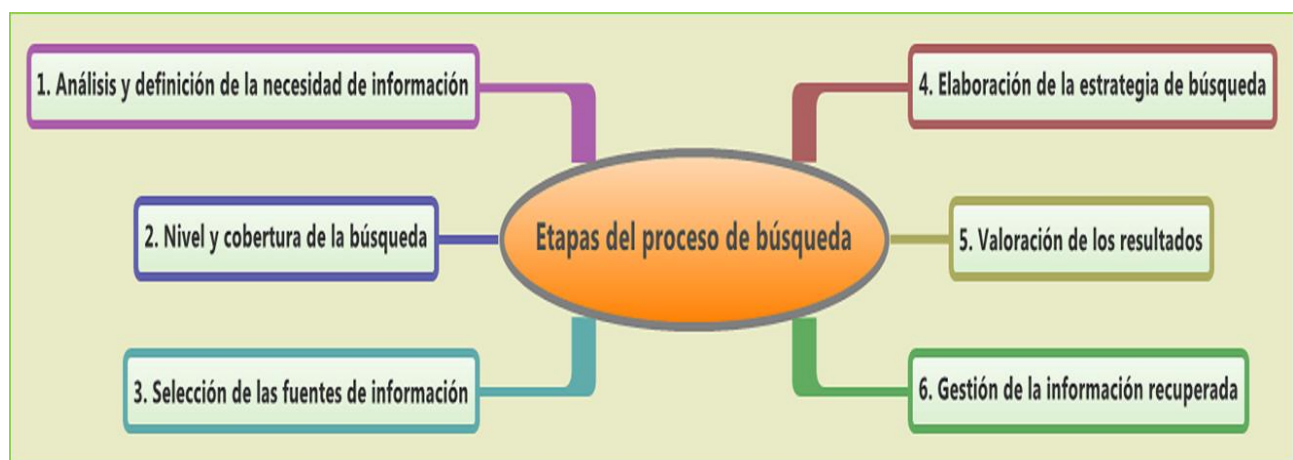 1. Análisis y definición de la necesidad de información
2. Nivel y cobertura de la búsqueda
3. Selección de las fuentes de información
Etapas del proceso de búsqueda
4. Elaboración de la estrategia de búsqueda
5. Valoración de los resultados
6. Gestión de la información recuperada